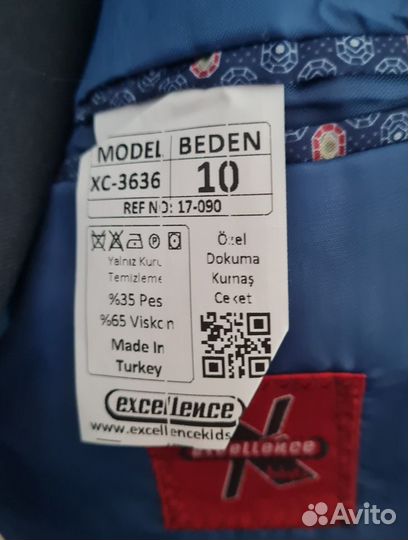 MODEL BEDEN
XC-3636 10
REF NO: 17-090
Yalnız Kuru
Temizleme
%35 Pes
%65 Viskon
Made In
Turkey
Özel
Dokuma
Kumaş
Ceket
excellence
www.excellencekids
excellence
Avito